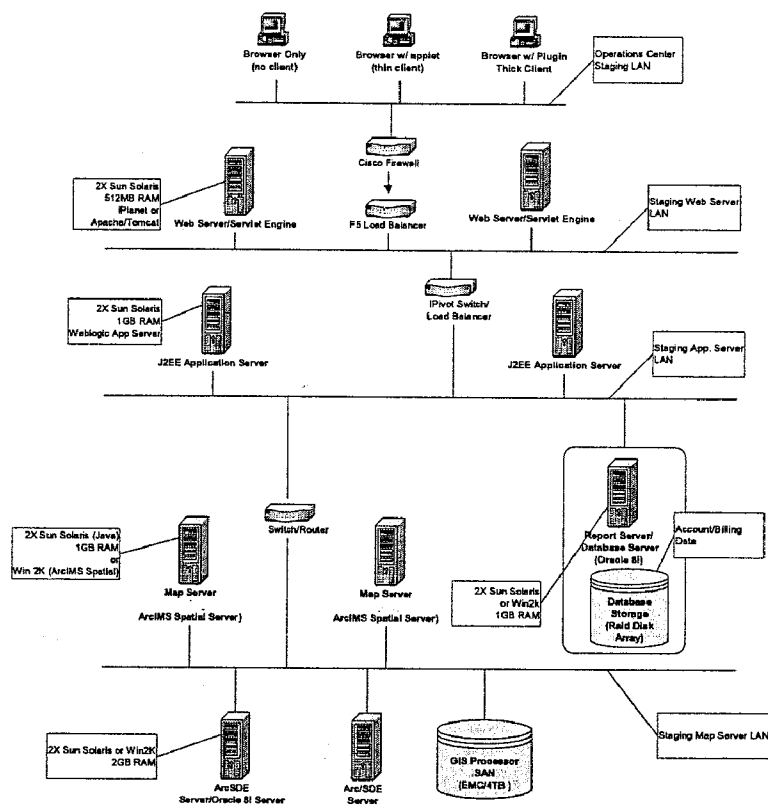 Browser Only
(no client)
Browser w/ applet
(thin client)
Browser w/ Plugin
Thick Client
Operations Center
Staging LAN
Cisco Firewall
2X Sun Solaris
512MB RAM
iPlanet or
Apache/Tomcat
Web Server/Servlet Engine
F5 Load Balancer
Web Server/Servlet Engine
Staging Web Server
LAN
2X Sun Solaris
1GB RAM
Weblogic App Server
IPivot Switch/
Load Balancer
J2EE Application Server
J2EE Application Server
Staging App. Server
LAN
2X Sun Solaris (Java)
1GB RAM
or
Win 2K (ArcIMS Spatial)
Switch/Router
Map Server
ArcIMS Spatial Server)
Map Server
ArcIMS Spatial Server)
Report Server/
Database Server
(Oracle 8i)
Account/Billing
Data
2X Sun Solaris
or Win2k
1GB RAM
Database
Storage
(Raid Disk
Array)
2X Sun Solaris or Win2K
2GB RAM
ArcSDE
Server/Oracle 8I Server
Arc/SDE
Server
GIS Processor
SAN
(EMC/4TB )
Staging Map Server LAN